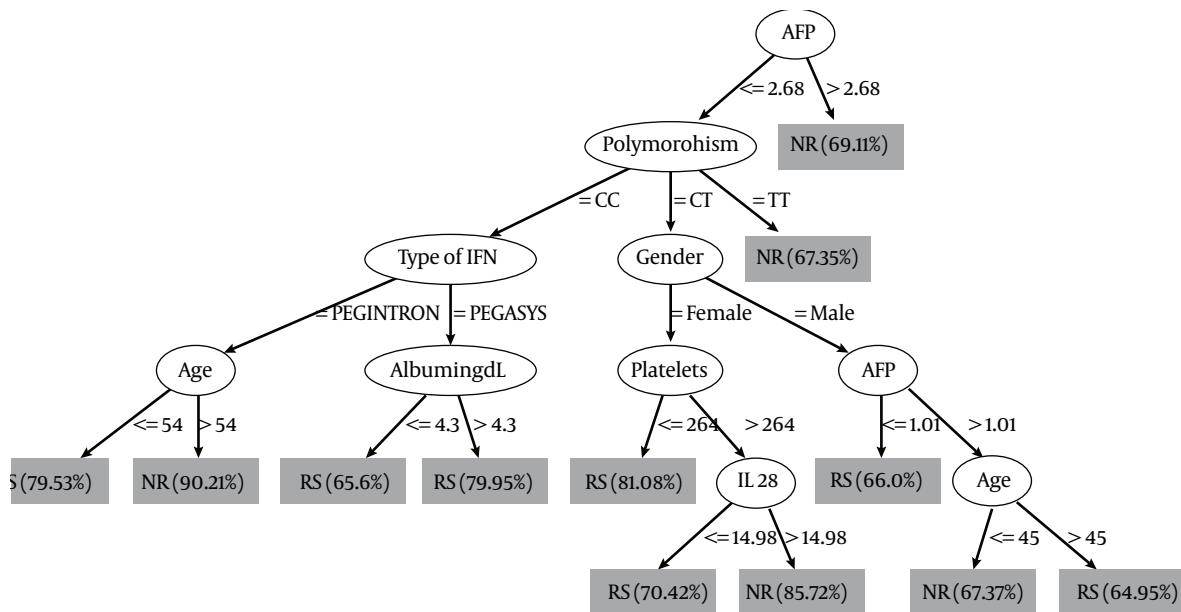 AFP
<= 2.68 > 2.68
Polymorohism NR (69.11%)
= CC = CT = TT
Type of IFN Gender NR (67.35%)
= PEGINTRON = PEGASYS = Female = Male
Age AlbumingdL Platelets AFP
<= 54 > 54 <= 4.3 > 4.3 <= 264 > 264 <=1.01 >1.01
S (79.53%) NR (90.21%) RS (65.6%) RS (79.95%) RS (81.08%) IL 28 RS (66.0%) Age
<=14.98 >14.98 <= 45 > 45
RS (70.42%) NR (85.72%) NR (67.37%) RS (64.95%)